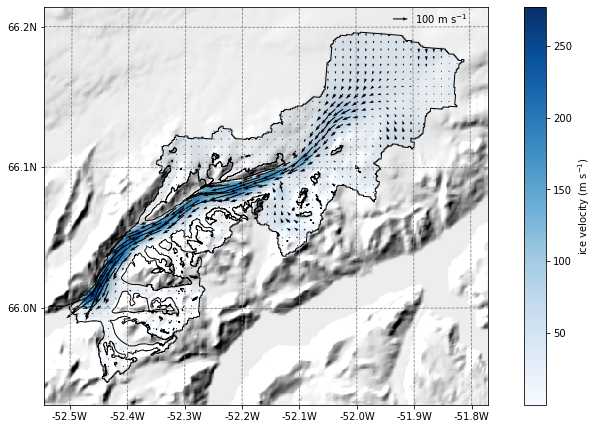 100 m s⁻¹
66.2N
66.1N
66.0N
-52.5W -52.4W -52.3W -52.2W -52.1W -52.0W -51.9W -51.8W
250
200
150
100
50
ice velocity (m s⁻¹)